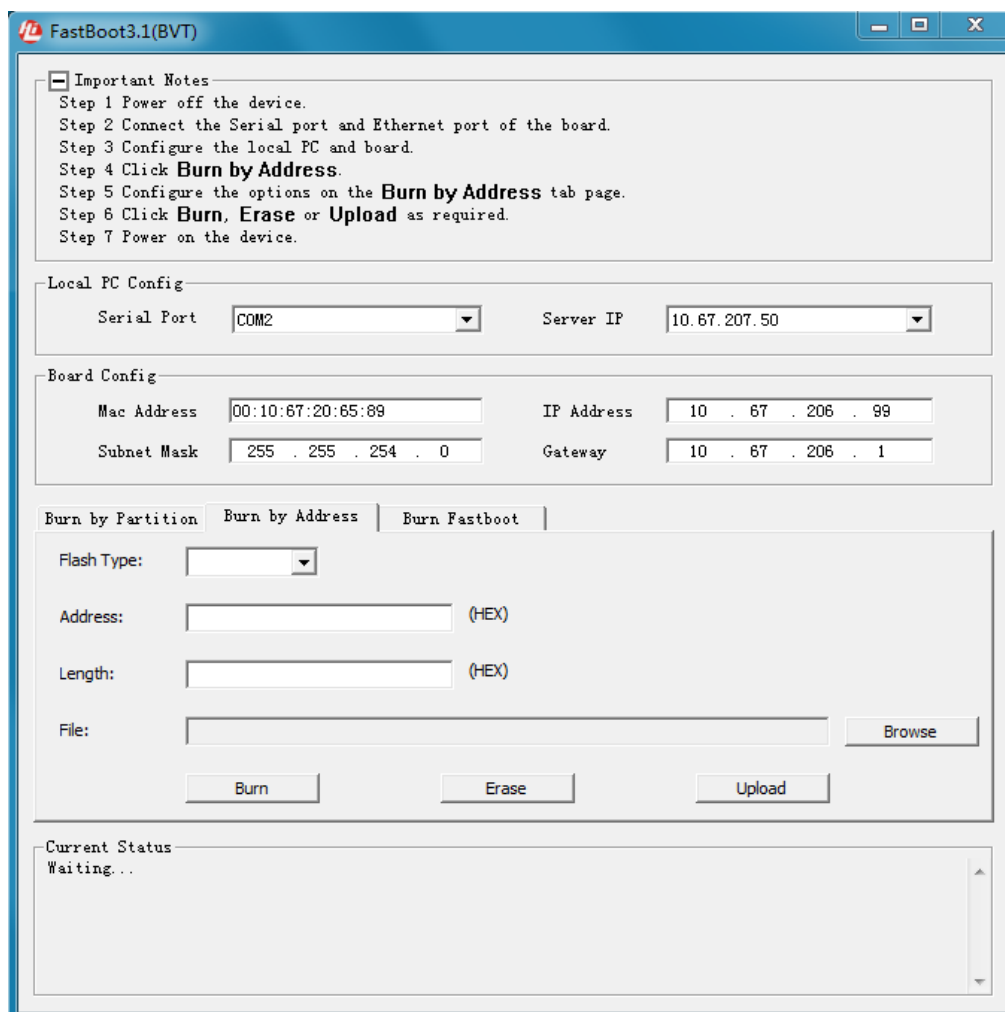 FastBoot3.1(BVT)
Important Notes
Step 1 Power off the device.
Step 2 Connect the Serial port and Ethernet port of the board.
Step 3 Configure the local PC and board.
Step 4 Click Burn by Address.
Step 5 Configure the options on the Burn by Address tab page.
Step 6 Click Burn, Erase or Upload as required.
Step 7 Power on the device.
Local PC Config
Serial Port COM2 Server IP 10.67.207.50
Board Config
Mac Address 00:10:67:20:65:89 IP Address 10 . 67 . 206 . 99
Subnet Mask 255 . 255 . 254 . 0 Gateway 10 . 67 . 206 . 1
Burn by Partition Burn by Address Burn Fastboot
Flash Type:
Address: (HEX)
Length: (HEX)
File: Browse
Burn Erase Upload
Current Status
Waiting...